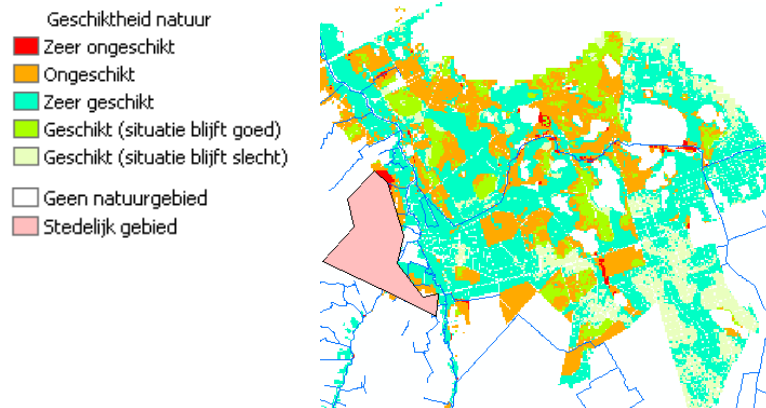 Geschiktheid natuur
Zeer ongeschikt
Ongeschikt
Zeer geschikt
Geschikt (situatie blijft goed)
Geschikt (situatie blijft slecht)
Geen natuurgebied
Stedelijk gebied